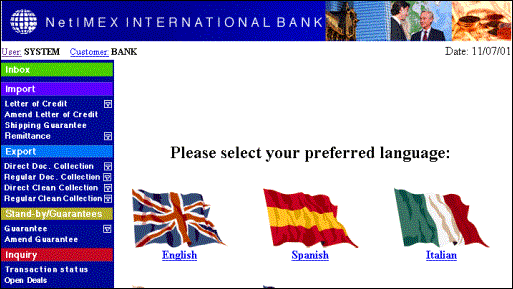 NetIMEX INTERNATIONAL BANK
User: SYSTEM Customer: BANK Date: 11/07/01
Inbox
Import
Letter of Credit
Amend Letter of Credit
Shipping Guarantee
Remittance
Export
Direct Doc. Collection
Regular Doc. Collection
Direct Clean Collection
Regular Clean Collection
Stand-by/Guarantees
Guarantee
Amend Guarantee
Inquiry
Transaction status
Open Deals
Please select your preferred language:
English Spanish Italian